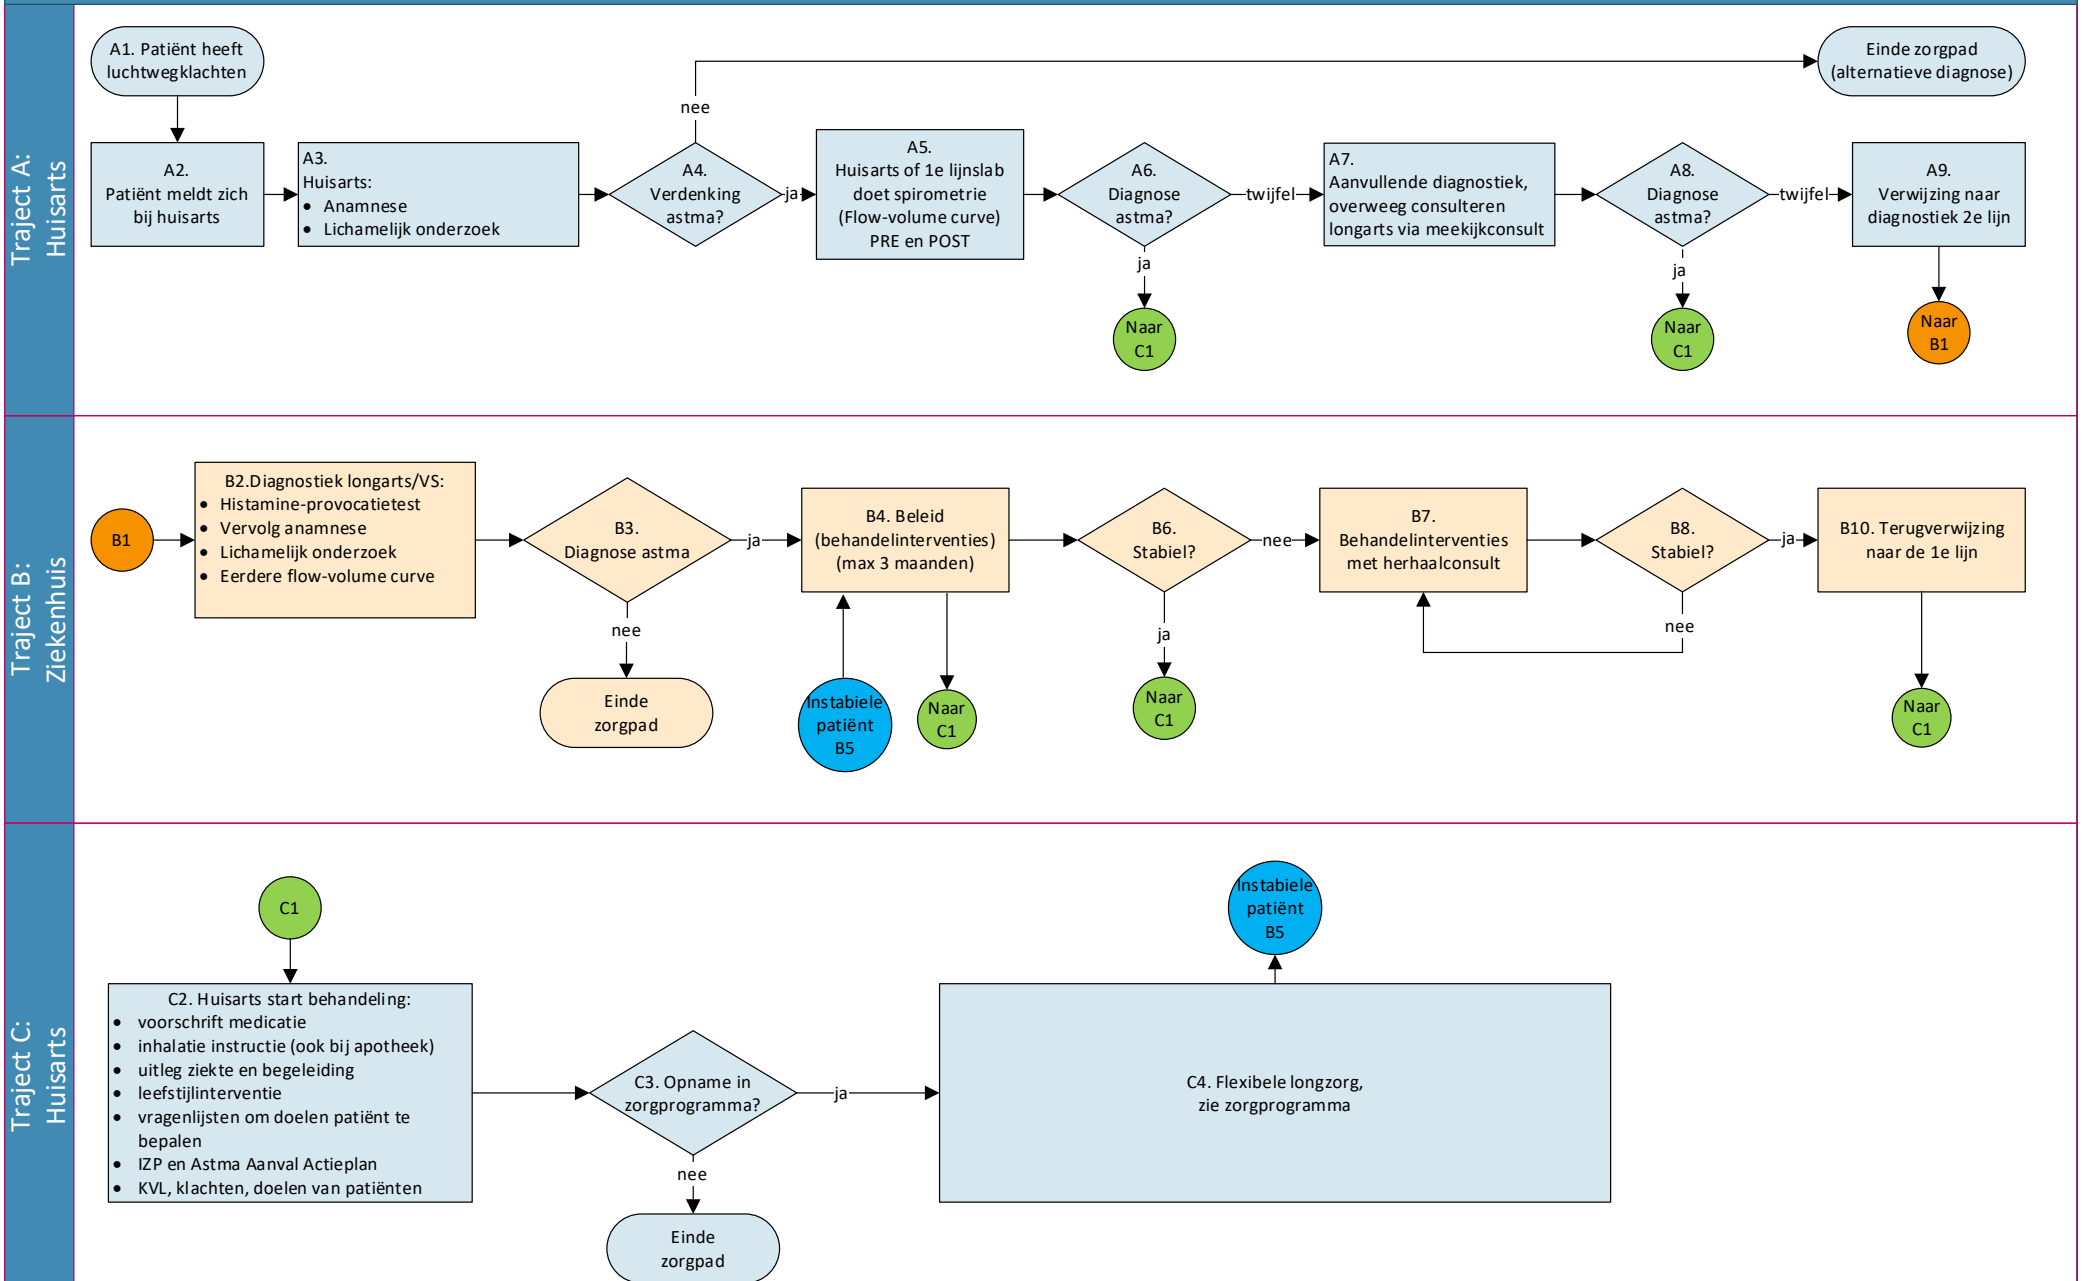 Traject A:
Huisarts
A1. Patiënt heeft
luchtwegklachten
Einde zorgpad
(alternatieve diagnose)
nee
A2.
Patiënt meldt zich
bij huisarts
A3.
Huisarts:
• Anamnese
• Lichamelijk onderzoek
A4.
Verdenking
astma?
ja
A5.
Huisarts of 1e lijnslab
doet spirometrie
(Flow-volume curve)
PRE en POST
A6.
Diagnose
astma?
twijfel
A7.
Aanvullende diagnostiek,
overweeg consulteren
longarts via meekijkconsult
A8.
Diagnose
astma?
twijfel
A9.
Verwijzing naar
diagnostiek 2e lijn
ja
Naar
C1
ja
Naar
C1
Naar
B1
Traject B:
Ziekenhuis
B1
B2.Diagnostiek longarts/VS:
• Histamine-provocatietest
• Vervolg anamnese
• Lichamelijk onderzoek
• Eerdere flow-volume curve
B3.
Diagnose astma
ja
B4. Beleid
(behandelinterventies)
(max 3 maanden)
B6.
Stabiel?
nee
B7.
Behandelinterventies
met herhaalconsult
B8.
Stabiel?
ja
B10. Terugverwijzing
naar de 1e lijn
nee
Einde
zorgpad
Instabiele
patiënt
B5
Naar
C1
ja
Naar
C1
nee
Naar
C1
Traject C:
Huisarts
C1
C2. Huisarts start behandeling:
• voorschrift medicatie
• inhalatie instructie (ook bij apotheek)
• uitleg ziekte en begeleiding
• leefstijlinterventie
• vragenlijsten om doelen patiënt te
bepalen
• IZP en Astma Aanval Actieplan
• KVL, klachten, doelen van patiënten
C3. Opname in
zorgprogramma?
ja
nee
Einde
zorgpad
Instabiele
patiënt
B5
C4. Flexibele longzorg,
zie zorgprogramma